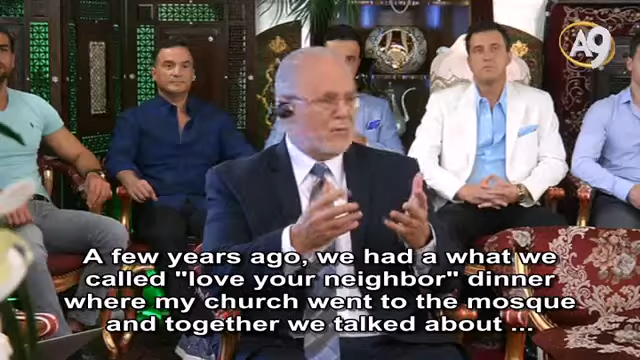 A9
A few years ago, we had a what we
called "love your neighbor" dinner
where my church went to the mosque
and together we talked about ...